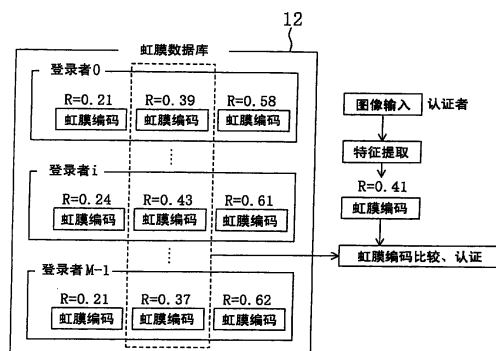 12
虹膜数据库
登录者0
R=0.21 R=0.39 R=0.58
虹膜编码 虹膜编码 虹膜编码
登录者i
R=0.24 R=0.43 R=0.61
虹膜编码 虹膜编码 虹膜编码
登录者M-1
R=0.21 R=0.37 R=0.62
虹膜编码 虹膜编码 虹膜编码
图像输入 认证者
特征提取
R=0.41
虹膜编码
虹膜编码比较、认证